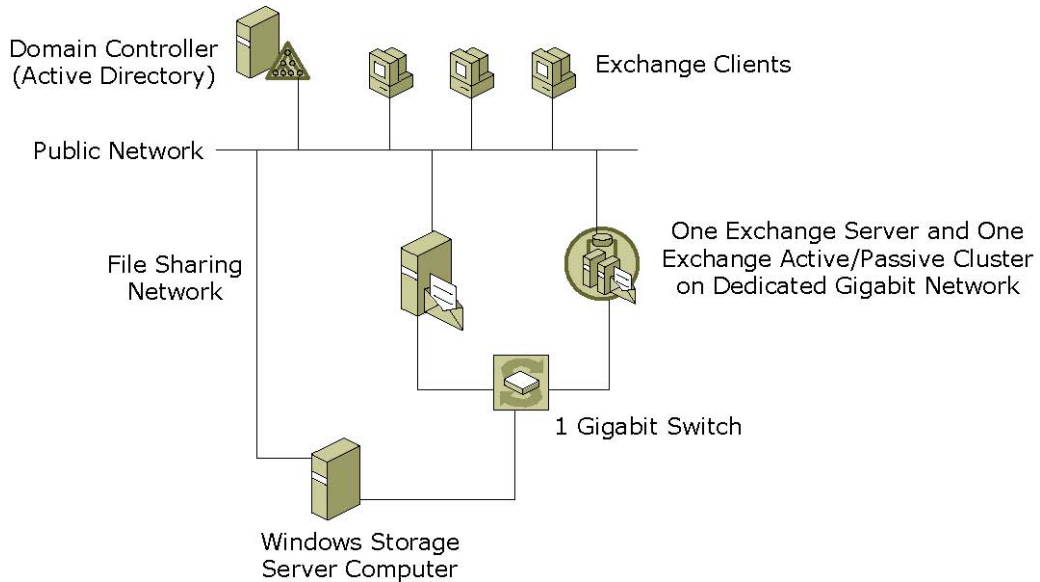 Domain Controller
(Active Directory)
Exchange Clients
Public Network
File Sharing
Network
One Exchange Server and One
Exchange Active/Passive Cluster
on Dedicated Gigabit Network
1 Gigabit Switch
Windows Storage
Server Computer